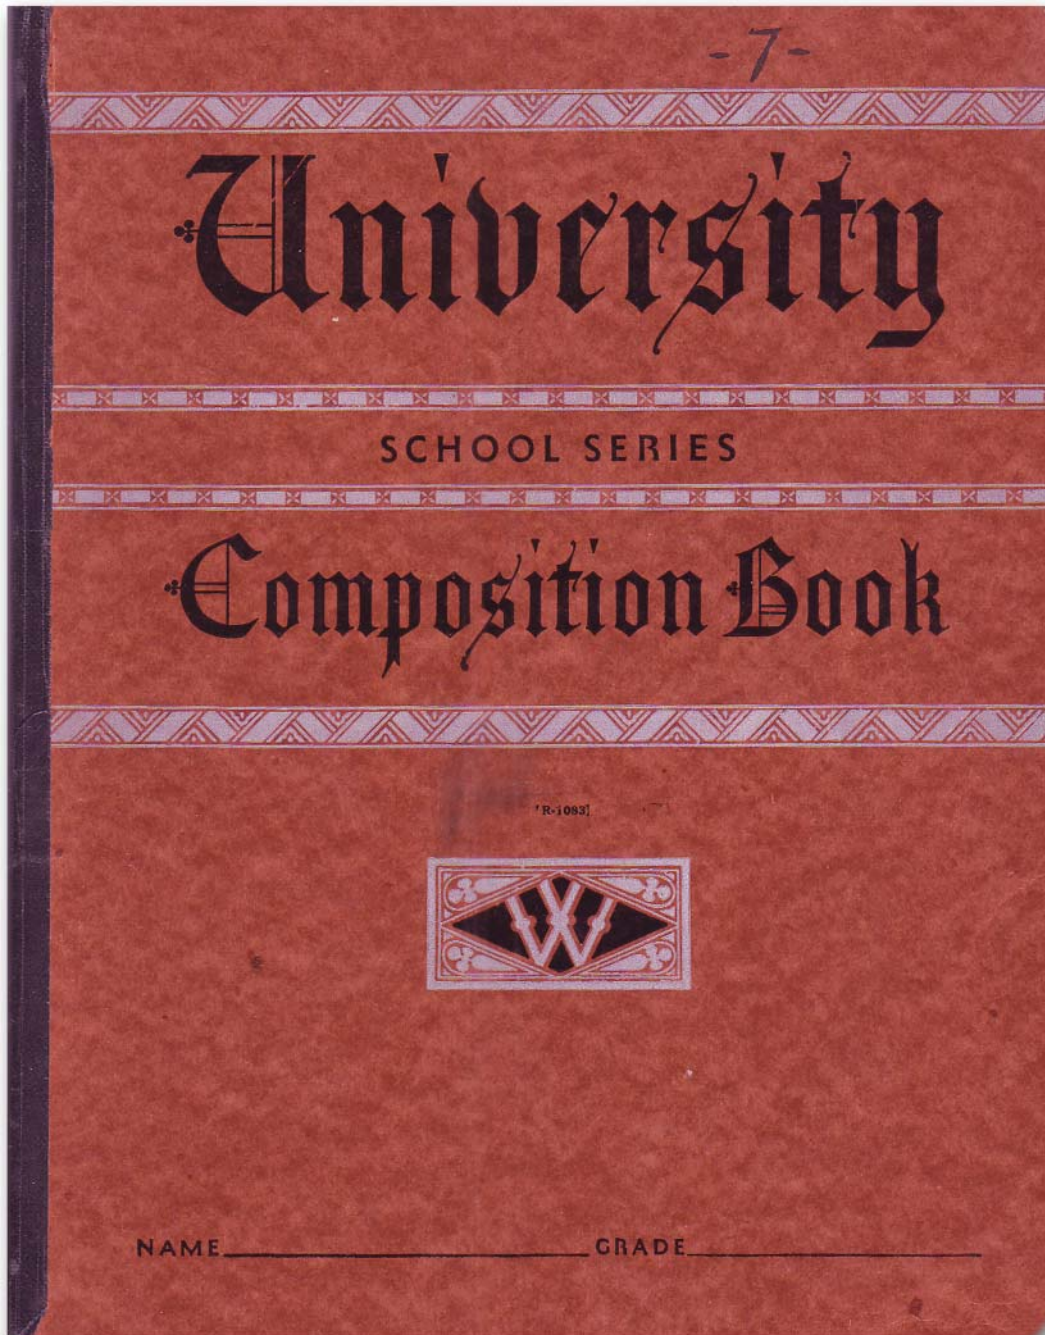 -7-
University
SCHOOL SERIES
Composition Book
[R-1083]
W
NAME GRADE